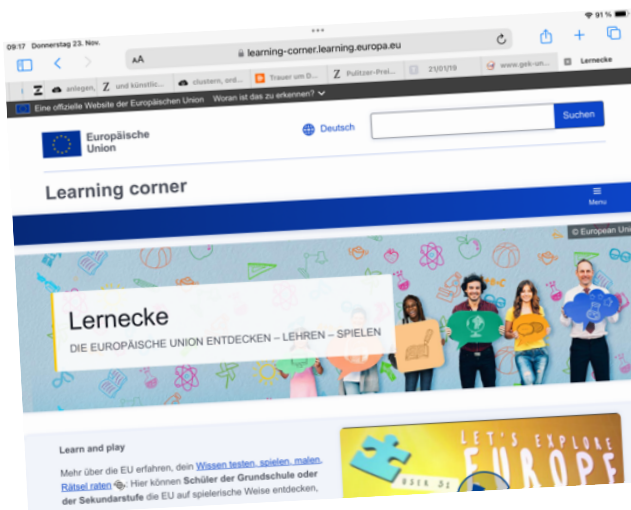 09:17 Donnerstag 23. Nov.
91 %
AA
learning-corner.learning.europa.eu
anlegen,
Z und künstlic...
clustern, ord...
Trauer um D...
Z Pulitzer-Prei...
21/01/19
www.gek-un...
Lernecke
Eine offizielle Website der Europäischen Union Woran ist das zu erkennen?
Europäische
Union
Deutsch
Suchen
Learning corner
Menu
© European Uni
Lernecke
DIE EUROPÄISCHE UNION ENTDECKEN – LEHREN – SPIELEN
Learn and play
Mehr über die EU erfahren, dein Wissen testen, spielen, malen,
Rätsel raten : Hier können Schüler der Grundschule oder
der Sekundarstufe die EU auf spielerische Weise entdecken,
LET'S EXPLORE
EUROPE